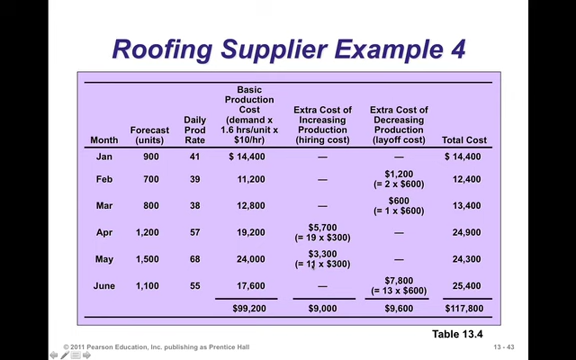 Roofing Supplier Example 4
Basic
Production
Cost
(demand x
1.6 hrs/unit x
$10/hr)
Extra Cost of
Increasing
Production
(hiring cost)
Extra Cost of
Decreasing
Production
(layoff cost)
Daily
Prod
Rate
Forecast
(units)
Month
Total Cost
Jan 900 41 $ 14,400 — — $ 14,400
Feb 700 39 11,200 — $1,200 12,400
(= 2 x $600)
Mar 800 38 12,800 — $600 13,400
(= 1 x $600)
Apr 1,200 57 19,200 $5,700 — 24,900
(= 19 x $300)
May 1,500 68 24,000 $3,300 — 24,300
(= 11 x $300)
June 1,100 55 17,600 — $7,800 25,400
(= 13 x $600)
$99,200 $9,000 $9,600 $117,800
Table 13.4
© 2011 Pearson Education, Inc. publishing as Prentice Hall
13 - 43